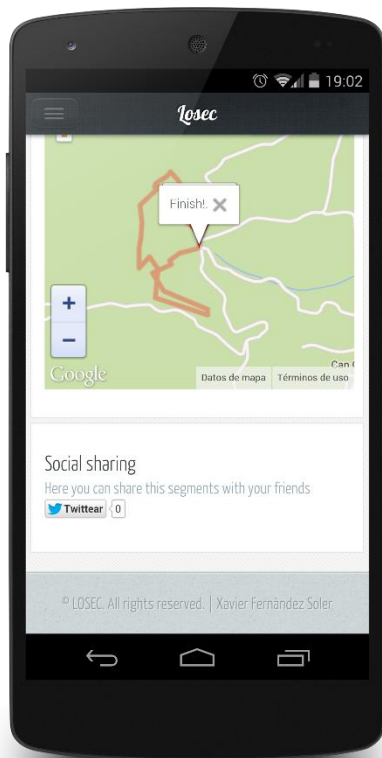 19:02
Losec
Finish!.
+
−
Can
Google
Datos de mapa
Términos de uso
Social sharing
Here you can share this segments with your friends
Twittear 0
© LOSEC. All rights reserved. | Xavier Fernàndez Soler